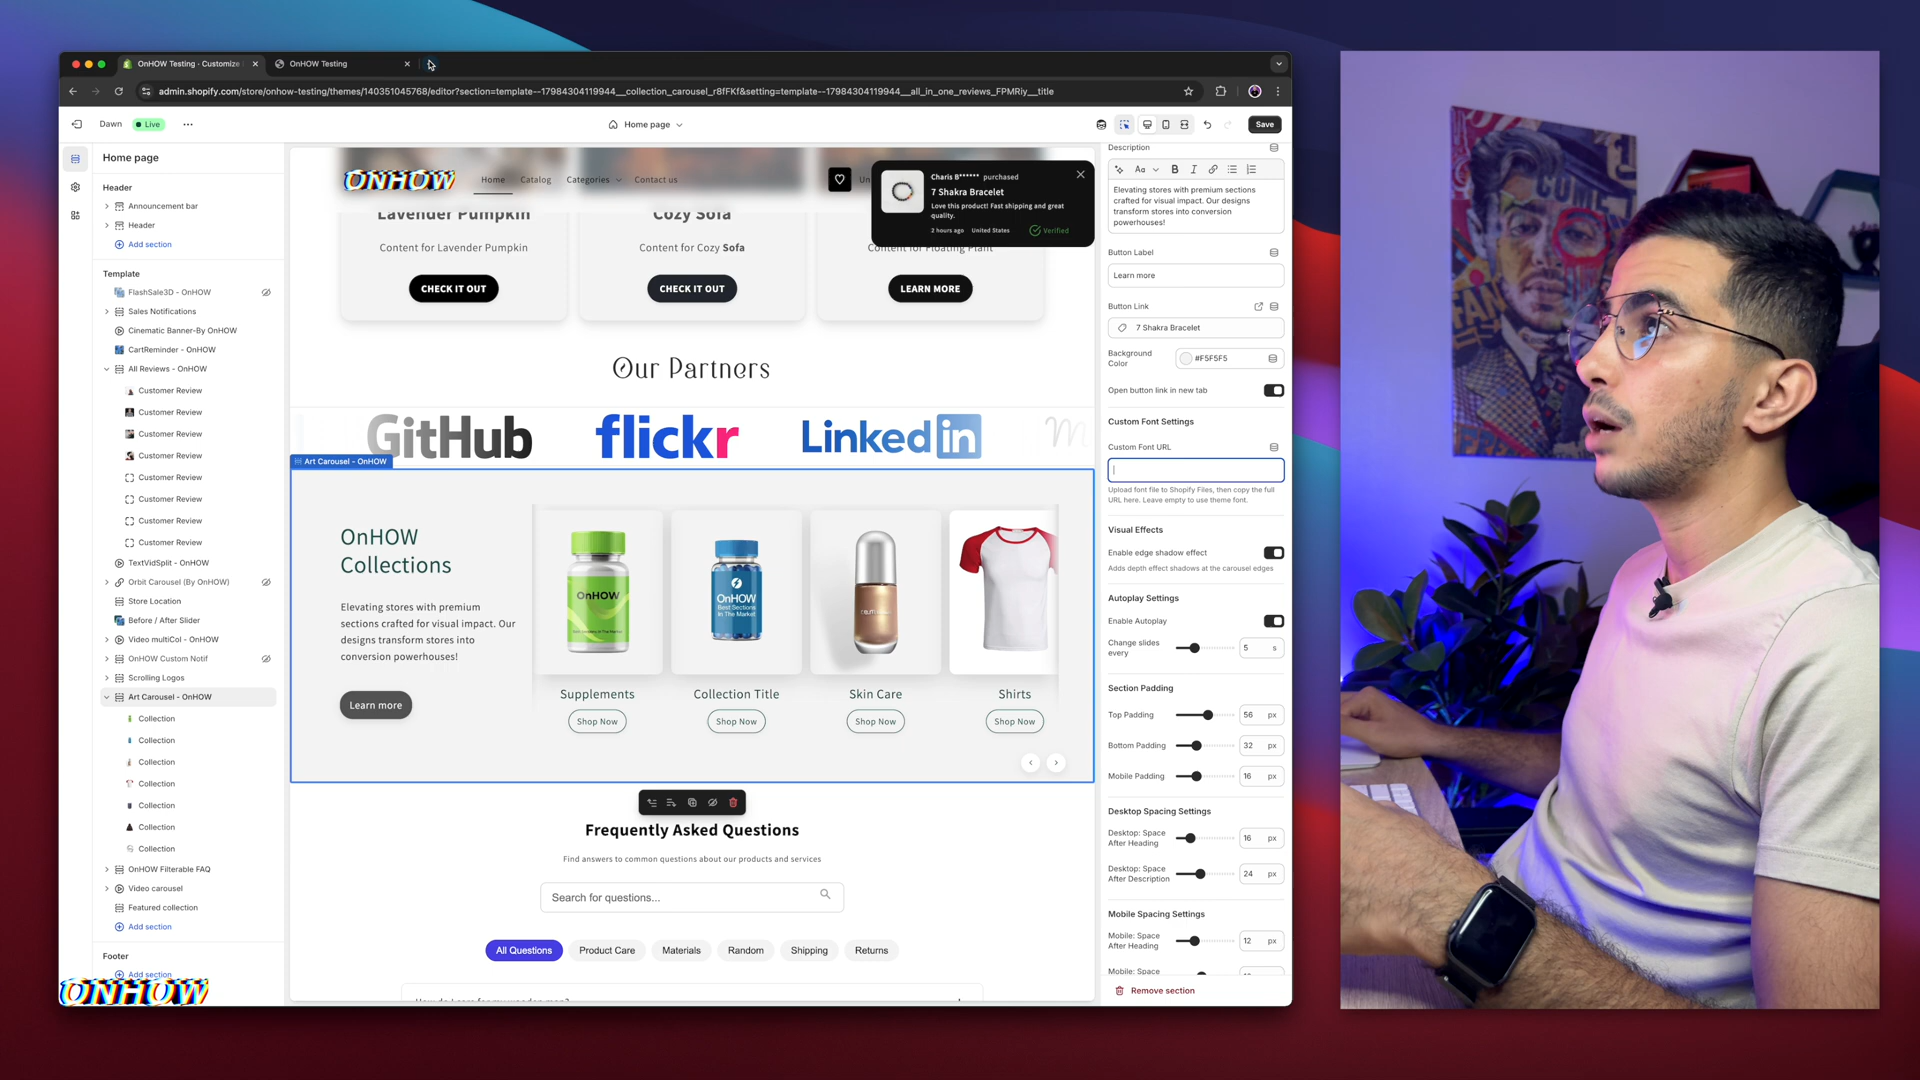 OnHOW Testing · Customize
OnHOW Testing
admin.shopify.com/store/onhow-testing/themes/140351045768/editor?section=template--17984304119944__collection_carousel_r8fFKf&setting=template--17984304119944__all_in_one_reviews_FPMRiy__title
Dawn
Live
Home page
Save
Home page
Header
Announcement bar
Header
Add section
Template
FlashSale3D - OnHOW
Sales Notifications
Cinematic Banner-By OnHOW
CartReminder - OnHOW
All Reviews - OnHOW
Customer Review
Customer Review
Customer Review
Customer Review
Customer Review
Customer Review
Customer Review
Customer Review
TextVidSplit - OnHOW
Orbit Carousel (By OnHOW)
Store Location
Before / After Slider
Video multiCol - OnHOW
OnHOW Custom Notif
Scrolling Logos
Art Carousel - OnHOW
Collection
Collection
Collection
Collection
Collection
Collection
Collection
OnHOW Filterable FAQ
Video carousel
Featured collection
Add section
Footer
Add section
ONHOW
ONHOW
Home
Catalog
Categories
Contact us
Charis B****** purchased
7 Shakra Bracelet
Love this product! Fast shipping and great
quality.
2 hours ago
United States
Verified
Lavender Pumpkin
Cozy Sofa
Content for Lavender Pumpkin
Content for Cozy Sofa
Content for Floating Plant
CHECK IT OUT
CHECK IT OUT
LEARN MORE
Our Partners
GitHub
flickr
Linkedin
Art Carousel - OnHOW
OnHOW
Collections
Elevating stores with premium
sections crafted for visual impact. Our
designs transform stores into
conversion powerhouses!
Learn more
OnHOW
OnHOW
Best Sections
In The Market
Supplements
Collection Title
Skin Care
Shirts
Shop Now
Shop Now
Shop Now
Shop Now
Frequently Asked Questions
Find answers to common questions about our products and services
Search for questions...
All Questions
Product Care
Materials
Random
Shipping
Returns
Description
Aa
B
I
Elevating stores with premium sections
crafted for visual impact. Our designs
transform stores into conversion
powerhouses!
Button Label
Learn more
Button Link
7 Shakra Bracelet
Background
Color
#F5F5F5
Open button link in new tab
Custom Font Settings
Custom Font URL
Upload font file to Shopify Files, then copy the full
URL here. Leave empty to use theme font.
Visual Effects
Enable edge shadow effect
Adds depth effect shadows at the carousel edges
Autoplay Settings
Enable Autoplay
Change slides
every
5 s
Section Padding
Top Padding
56 px
Bottom Padding
32 px
Mobile Padding
16 px
Desktop Spacing Settings
Desktop: Space
After Heading
16 px
Desktop: Space
After Description
24 px
Mobile Spacing Settings
Mobile: Space
After Heading
12 px
Mobile: Space
Remove section